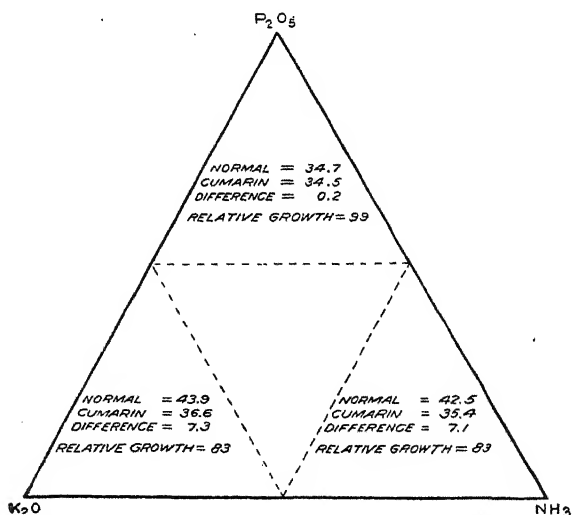 P₂O₅
NORMAL = 34.7
CUMARIN = 34.5
DIFFERENCE = 0.2
RELATIVE GROWTH = 99
NORMAL = 43.9
CUMARIN = 36.6
DIFFERENCE = 7.3
RELATIVE GROWTH = 83
NORMAL = 42.5
CUMARIN = 35.4
DIFFERENCE = 7.1
RELATIVE GROWTH = 83
K₂O
NH₃